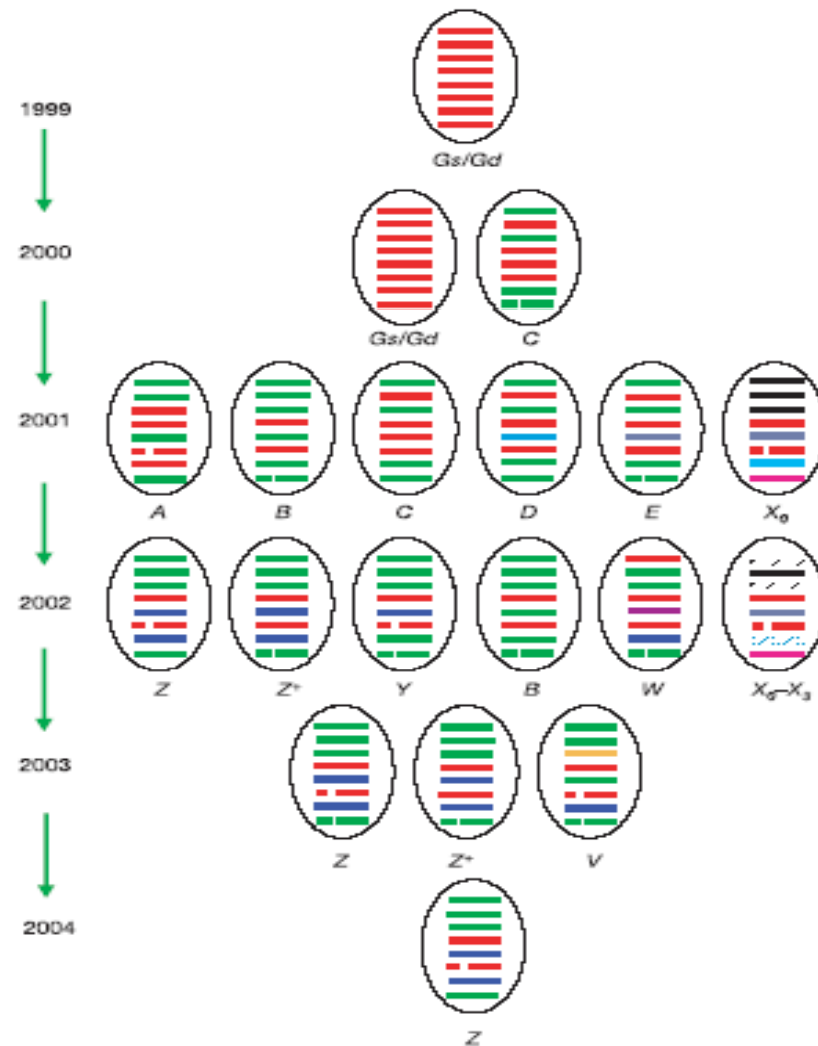 1999
Gs/Gd
2000
Gs/Gd C
2001
A B C D E X₀
2002
Z Z⁺ Y B W X₀–X₃
2003
Z Z⁺ V
2004
Z